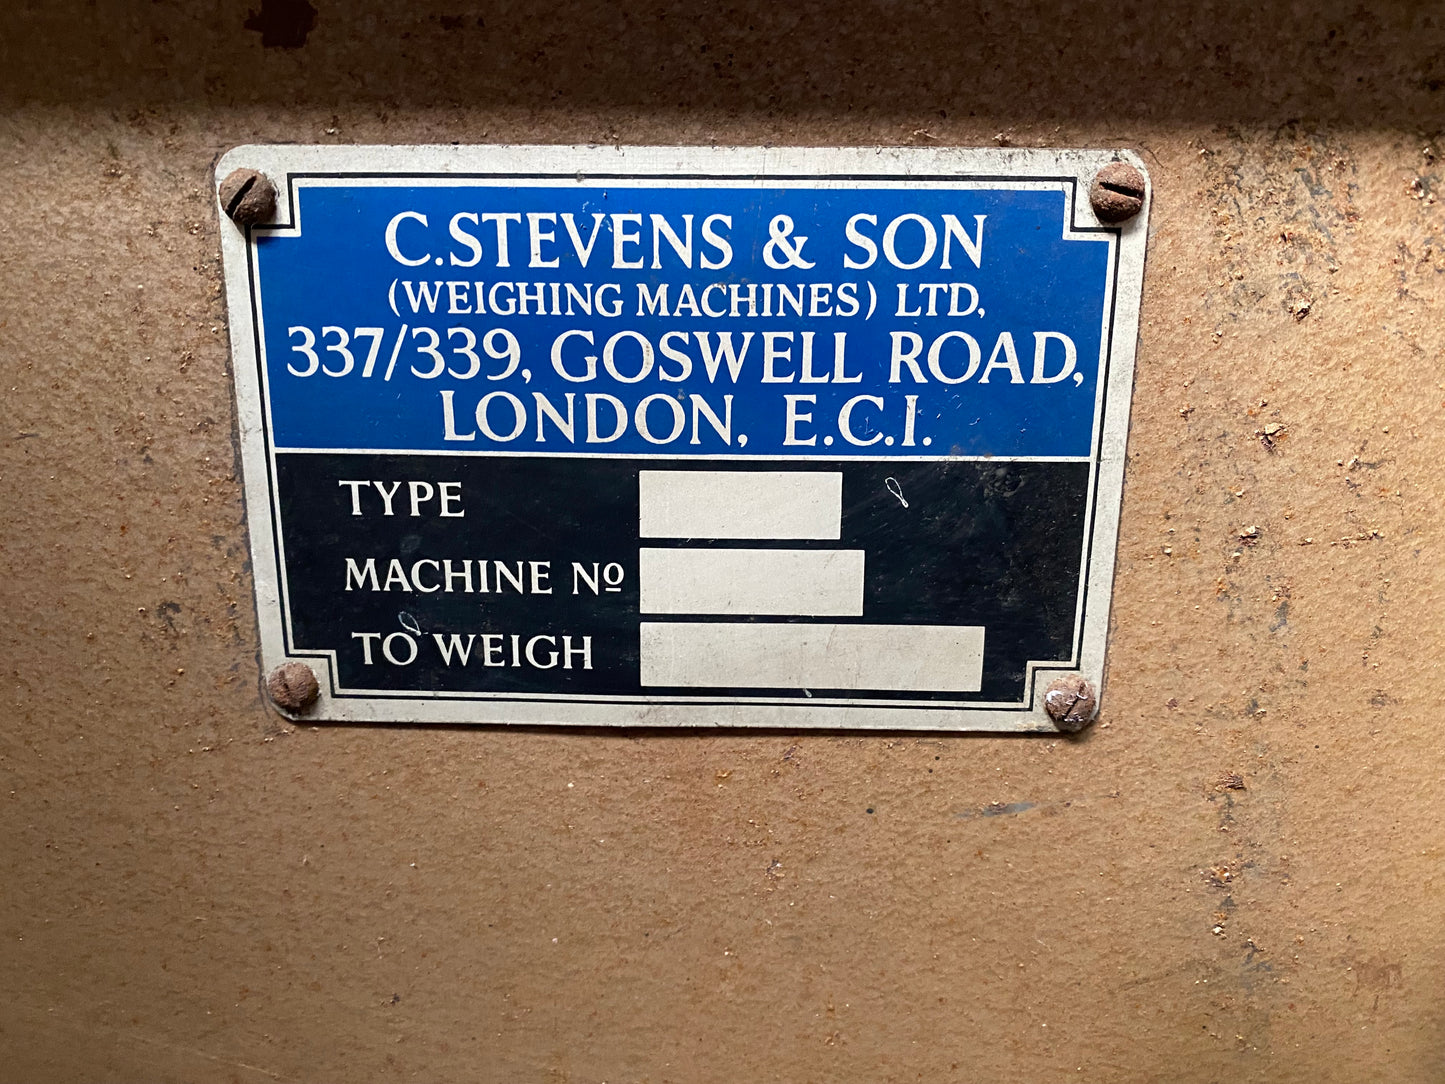 C.STEVENS & SON
(WEIGHING MACHINES) LTD,
337/339, GOSWELL ROAD,
LONDON, E.C.I.
TYPE
MACHINE Nº
TO WEIGH